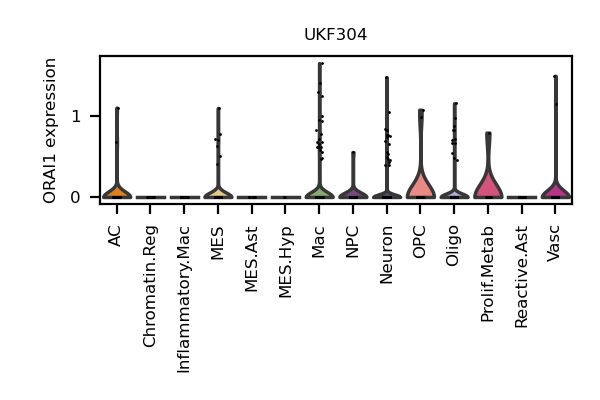 UKF304
ORAI1 expression
1
0
AC
Chromatin.Reg
Inflammatory.Mac
MES
MES.Ast
MES.Hyp
Mac
NPC
Neuron
OPC
Oligo
Prolif.Metab
Reactive.Ast
Vasc